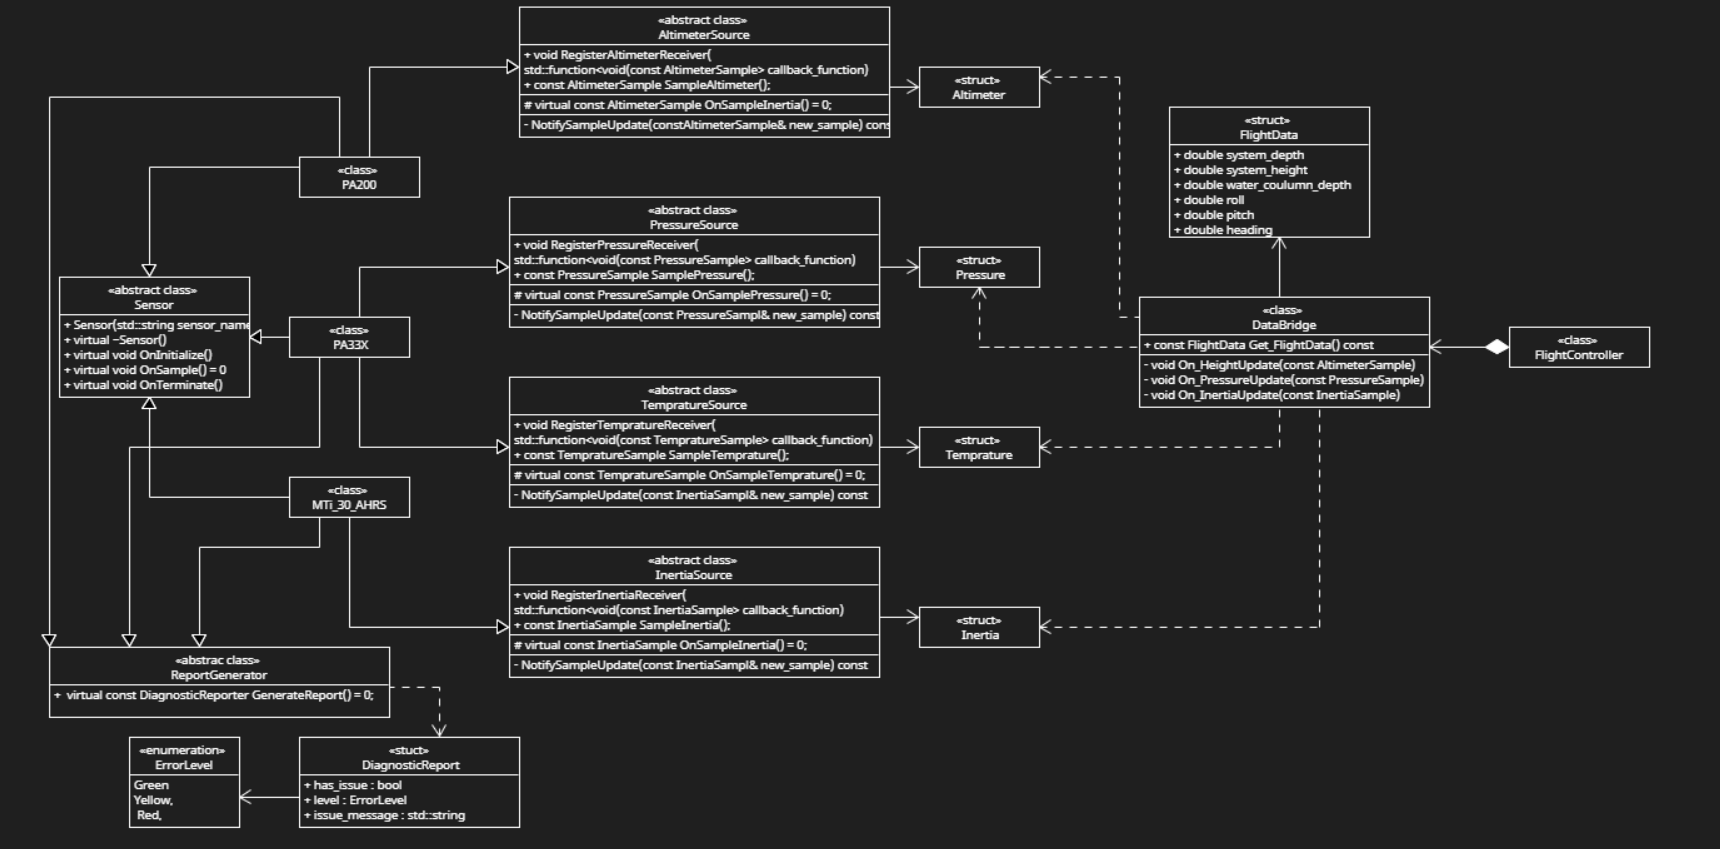 «abstract class»
AltimeterSource
+ void RegisterAltimeterReceiver(
std::function<void(const AltimeterSample> callback_function)
+ const AltimeterSample SampleAltimeter();
# virtual const AltimeterSample OnSampleInertia() = 0;
- NotifySampleUpdate(constAltimeterSample& new_sample) cons
«struct»
Altimeter
«struct»
FlightData
+ double system_depth
+ double system_height
+ double water_coulumn_depth
+ double roll
+ double pitch
+ double heading
«class»
PA200
«abstract class»
PressureSource
+ void RegisterPressureReceiver(
std::function<void(const PressureSample> callback_function)
+ const PressureSample SamplePressure();
# virtual const PressureSample OnSamplePressure() = 0;
- NotifySampleUpdate(const PressureSampl& new_sample) const
«struct»
Pressure
«abstract class»
Sensor
+ Sensor(std::string sensor_name
+ virtual ~Sensor()
+ virtual void OnInitialize()
+ virtual void OnSample() = 0
+ virtual void OnTerminate()
«class»
PA33X
«class»
DataBridge
+ const FlightData Get_FlightData() const
- void On_HeightUpdate(const AltimeterSample)
- void On_PressureUpdate(const PressureSample)
- void On_InertiaUpdate(const InertiaSample)
«class»
FlightController
«abstract class»
TempratureSource
+ void RegisterTempratureReceiver(
std::function<void(const TempratureSample> callback_function)
+ const TempratureSample SampleTemprature();
# virtual const TempratureSample OnSampleTemprature() = 0;
- NotifySampleUpdate(const InertiaSampl& new_sample) const
«struct»
Temprature
«class»
MTi_30_AHRS
«abstract class»
InertiaSource
+ void RegisterInertiaReceiver(
std::function<void(const InertiaSample> callback_function)
+ const InertiaSample SampleInertia();
# virtual const InertiaSample OnSampleInertia() = 0;
- NotifySampleUpdate(const InertiaSampl& new_sample) const
«struct»
Inertia
«abstrac class»
ReportGenerator
+ virtual const DiagnosticReporter GenerateReport() = 0;
«enumeration»
ErrorLevel
Green
Yellow,
Red,
«stuct»
DiagnosticReport
+ has_issue : bool
+ level : ErrorLevel
+ issue_message : std::string